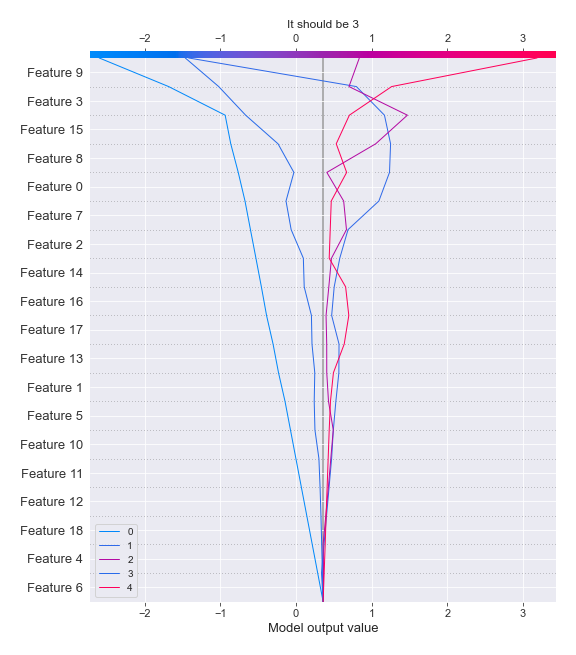 It should be 3
−2 −1 0 1 2 3
Feature 9
Feature 3
Feature 15
Feature 8
Feature 0
Feature 7
Feature 2
Feature 14
Feature 16
Feature 17
Feature 13
Feature 1
Feature 5
Feature 10
Feature 11
Feature 12
Feature 18
Feature 4
Feature 6
0
1
2
3
4
−2 −1 0 1 2 3
Model output value